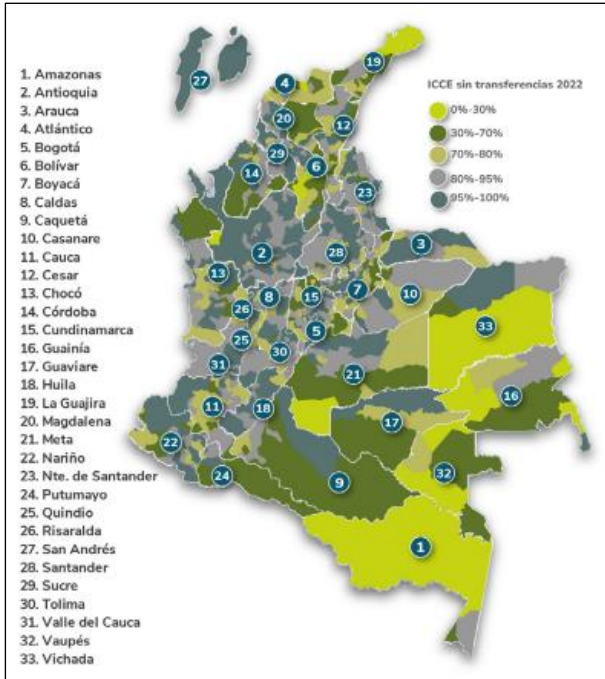 1. Amazonas
2. Antioquia
3. Arauca
4. Atlántico
5. Bogotá
6. Bolívar
7. Boyacá
8. Caldas
9. Caquetá
10. Casanare
11. Cauca
12. Cesar
13. Chocó
14. Córdoba
15. Cundinamarca
16. Guainía
17. Guaviare
18. Huila
19. La Guajira
20. Magdalena
21. Meta
22. Nariño
23. Nte. de Santander
24. Putumayo
25. Quindio
26. Risaralda
27. San Andrés
28. Santander
29. Sucre
30. Tolima
31. Valle del Cauca
32. Vaupés
33. Vichada
ICCE sin transferencias 2022
0%-30%
30%-70%
70%-80%
80%-95%
95%-100%
27
19
4
20
12
29
6
14
23
3
2
28
13
10
8
15
7
26
33
5
25
30
31
21
16
11
18
17
22
32
24
9
1